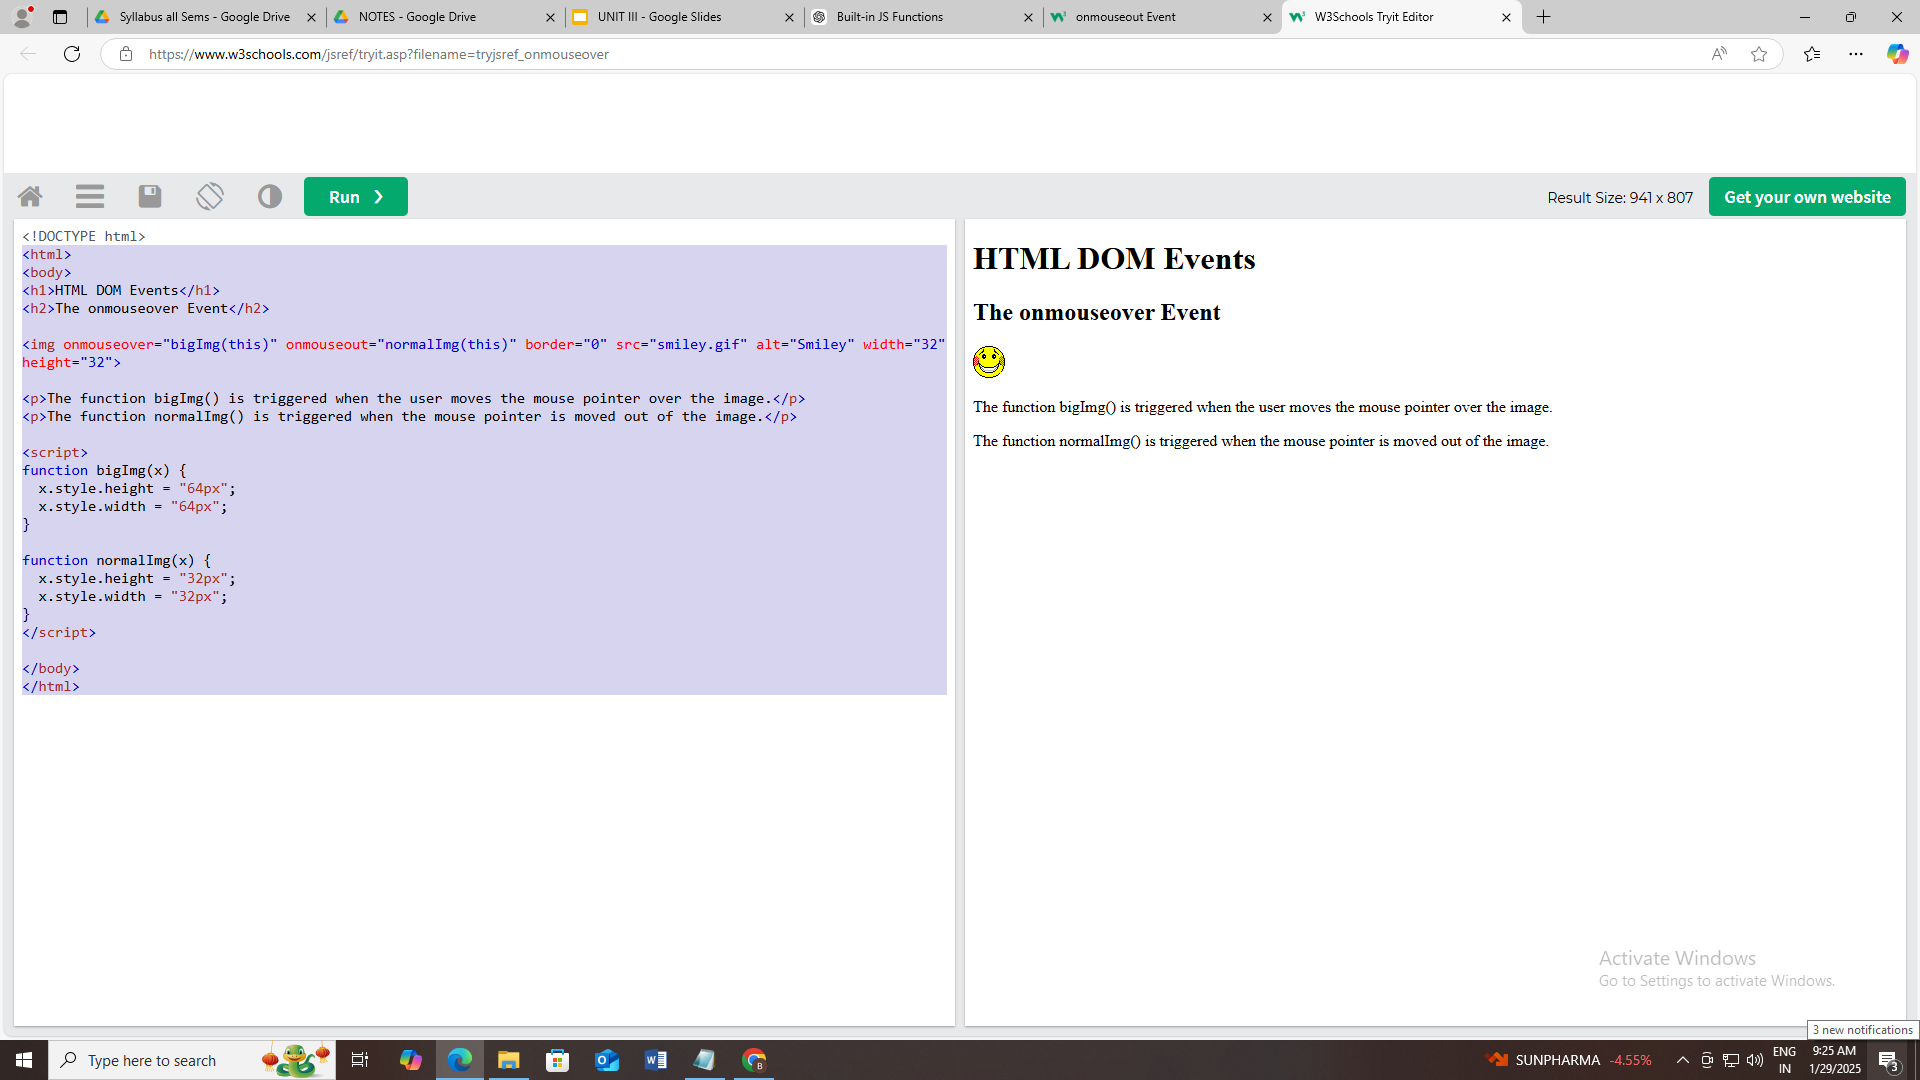 Syllabus all Sems - Google Drive
NOTES - Google Drive
UNIT III - Google Slides
Built-in JS Functions
onmouseout Event
W3Schools Tryit Editor
https://www.w3schools.com/jsref/tryit.asp?filename=tryjsref_onmouseover
Run ❯
Result Size: 941 x 807
Get your own website
<!DOCTYPE html>
<html>
<body>
<h1>HTML DOM Events</h1>
<h2>The onmouseover Event</h2>
<img onmouseover="bigImg(this)" onmouseout="normalImg(this)" border="0" src="smiley.gif" alt="Smiley" width="32"
height="32">
<p>The function bigImg() is triggered when the user moves the mouse pointer over the image.</p>
<p>The function normalImg() is triggered when the mouse pointer is moved out of the image.</p>
<script>
function bigImg(x) {
  x.style.height = "64px";
  x.style.width = "64px";
}
function normalImg(x) {
  x.style.height = "32px";
  x.style.width = "32px";
}
</script>
</body>
</html>
HTML DOM Events
The onmouseover Event
The function bigImg() is triggered when the user moves the mouse pointer over the image.
The function normalImg() is triggered when the mouse pointer is moved out of the image.
Activate Windows
Go to Settings to activate Windows.
3 new notifications
Type here to search
SUNPHARMA -4.55%
ENG
IN
9:25 AM
1/29/2025
3